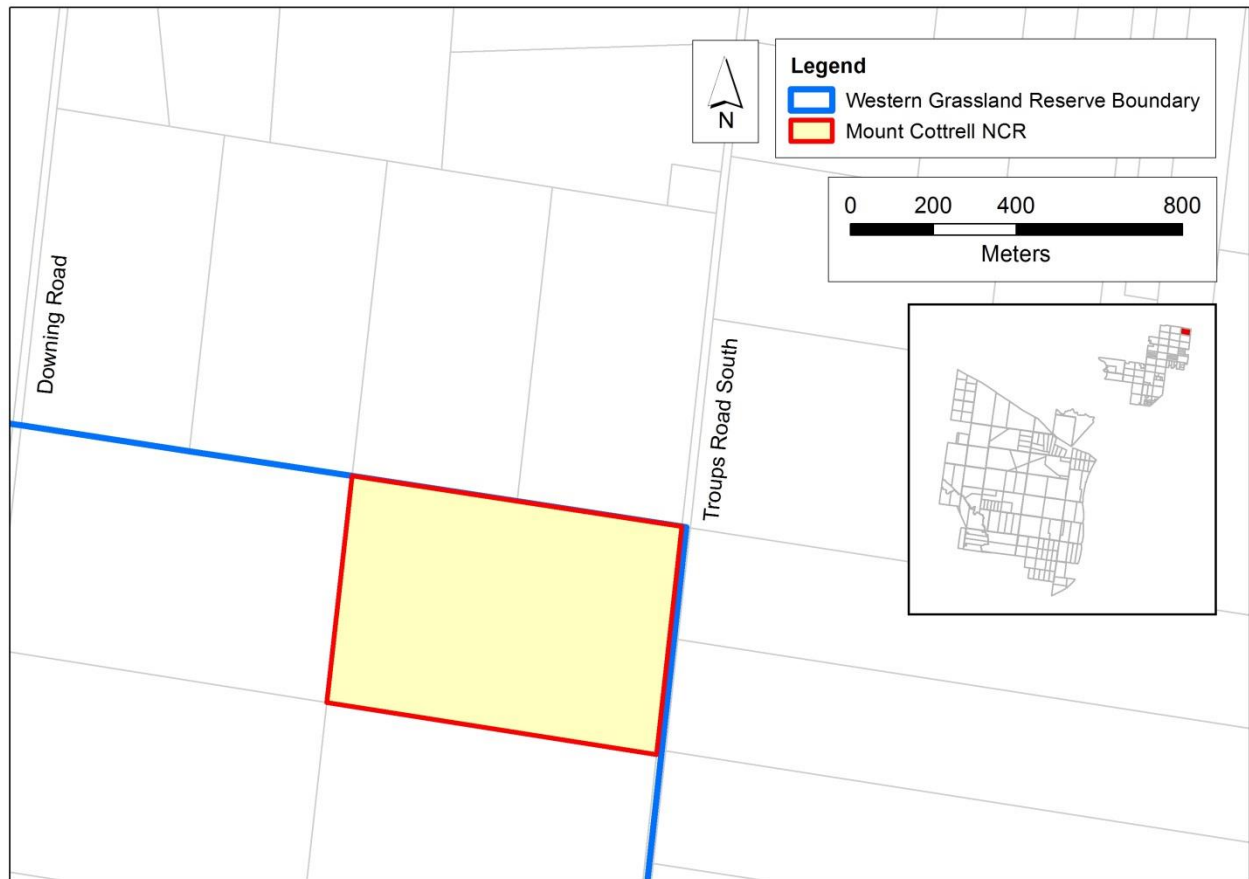 Legend
Western Grassland Reserve Boundary
Mount Cottrell NCR
N
0 200 400 800
Meters
Downing Road
Troups Road South